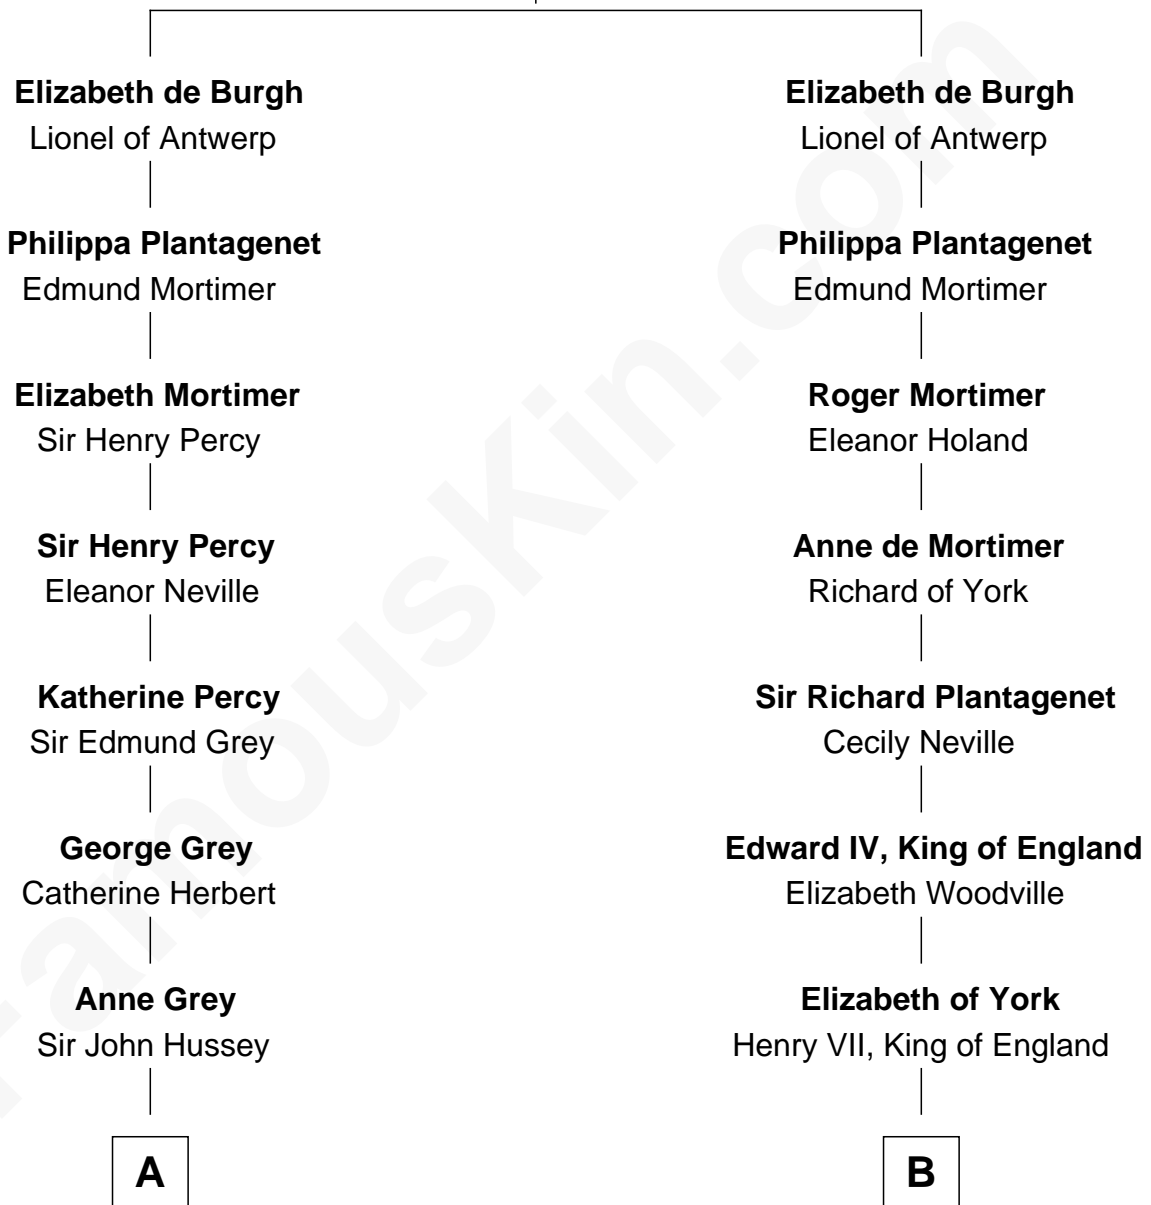 Elizabeth de Burgh
Lionel of Antwerp
Philippa Plantagenet
Edmund Mortimer
Elizabeth Mortimer
Sir Henry Percy
Sir Henry Percy
Eleanor Neville
Katherine Percy
Sir Edmund Grey
George Grey
Catherine Herbert
Anne Grey
Sir John Hussey
A
Elizabeth de Burgh
Lionel of Antwerp
Philippa Plantagenet
Edmund Mortimer
Roger Mortimer
Eleanor Holand
Anne de Mortimer
Richard of York
Sir Richard Plantagenet
Cecily Neville
Edward IV, King of England
Elizabeth Woodville
Elizabeth of York
Henry VII, King of England
B
FamousKin.com